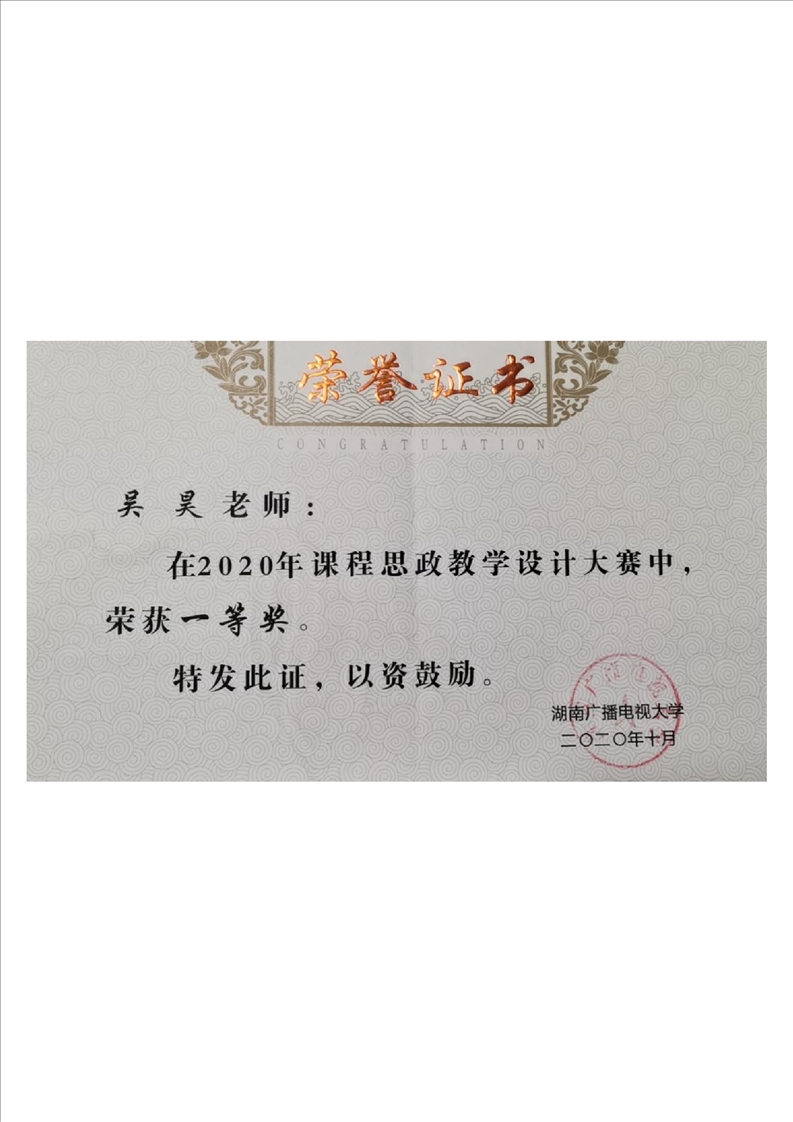 荣誉证书
CONGRATULATION
吴 昊老师：
在2020年课程思政教学设计大赛中，
荣获一等奖。
特发此证，以资鼓励。
湖南广播电视大学
二〇二〇年十月